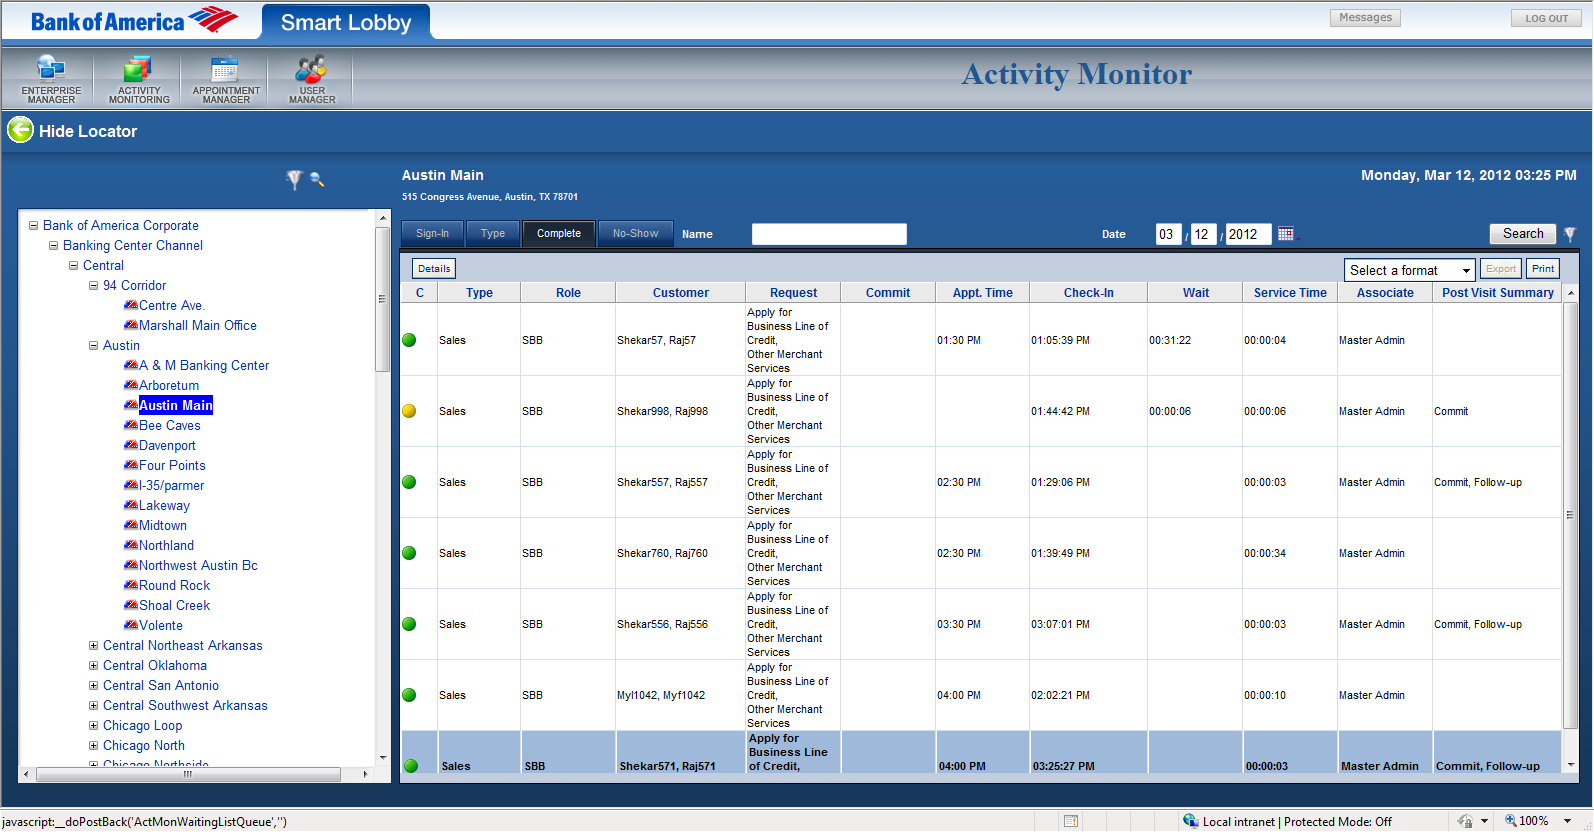 Bank of America
Smart Lobby
Messages
LOG OUT
ENTERPRISE MANAGER
ACTIVITY MONITORING
APPOINTMENT MANAGER
USER MANAGER
Activity Monitor
Hide Locator
Bank of America Corporate
Banking Center Channel
Central
94 Corridor
Centre Ave.
Marshall Main Office
Austin
A & M Banking Center
Arboretum
Austin Main
Bee Caves
Davenport
Four Points
I-35/parmer
Lakeway
Midtown
Northland
Northwest Austin Bc
Round Rock
Shoal Creek
Volente
Central Northeast Arkansas
Central Oklahoma
Central San Antonio
Central Southwest Arkansas
Chicago Loop
Chicago North
Chicago Northside
Austin Main
Monday, Mar 12, 2012 03:25 PM
515 Congress Avenue, Austin, TX 78701
Sign-In Type Complete No-Show Name Date 03 / 12 / 2012 Search
Details Select a format Export Print
C Type Role Customer Request Commit Appt. Time Check-In Wait Service Time Associate Post Visit Summary
Apply for
Business Line of
Credit,
Other Merchant
Services
Sales SBB Shekar57, Raj57 01:30 PM 01:05:39 PM 00:31:22 00:00:04 Master Admin
Apply for
Business Line of
Credit,
Other Merchant
Services
Sales SBB Shekar998, Raj998 01:44:42 PM 00:00:06 00:00:06 Master Admin Commit
Apply for
Business Line of
Credit,
Other Merchant
Services
Sales SBB Shekar557, Raj557 02:30 PM 01:29:06 PM 00:00:03 Master Admin Commit, Follow-up
Apply for
Business Line of
Credit,
Other Merchant
Services
Sales SBB Shekar760, Raj760 02:30 PM 01:39:49 PM 00:00:34 Master Admin
Apply for
Business Line of
Credit,
Other Merchant
Services
Sales SBB Shekar556, Raj556 03:30 PM 03:07:01 PM 00:00:03 Master Admin Commit, Follow-up
Apply for
Business Line of
Credit,
Other Merchant
Services
Sales SBB Myl1042, Myf1042 04:00 PM 02:02:21 PM 00:00:10 Master Admin
Apply for
Business Line
of Credit,
Sales SBB Shekar571, Raj571 04:00 PM 03:25:27 PM 00:00:03 Master Admin Commit, Follow-up
javascript:__doPostBack('ActMonWaitingListQueue','')
Local intranet | Protected Mode: Off
100%